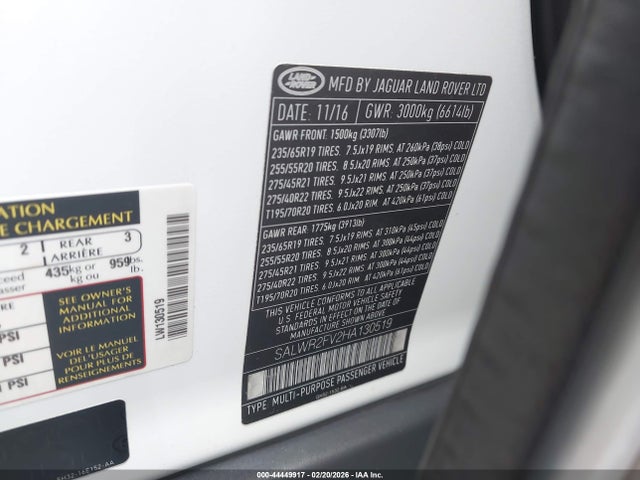 LAND-ROVER
MFD BY JAGUAR LAND ROVER LTD
DATE: 11/16 GWR: 3000kg (6614lb)
GAWR FRONT: 1500kg (3307lb)
235/65R19 TIRES. 7.5Jx19 RIMS, AT 260kPa (38psi) COLD
255/55R20 TIRES. 8.5Jx20 RIMS, AT 250kPa (37psi) COLD
275/45R21 TIRES. 9.5Jx21 RIMS, AT 250kPa (37psi) COLD
275/40R22 TIRES. 9.5Jx22 RIMS, AT 250kPa (37psi) COLD
T195/70R20 TIRES. 6.0Jx20 RIM, AT 420kPa (61psi) COLD
GAWR REAR: 1775kg (3913lb)
235/65R19 TIRES. 7.5Jx19 RIMS, AT 310kPa (45psi) COLD
255/55R20 TIRES. 8.5Jx20 RIMS, AT 300kPa (44psi) COLD
275/45R21 TIRES. 9.5Jx21 RIMS, AT 300kPa (44psi) COLD
275/40R22 TIRES. 9.5Jx22 RIMS, AT 300kPa (44psi) COLD
T195/70R20 TIRES. 6.0Jx20 RIM, AT 420kPa (61psi) COLD
THIS VEHICLE CONFORMS TO ALL APPLICABLE
U.S. FEDERAL MOTOR VEHICLE SAFETY STANDARDS
IN EFFECT ON THE DATE OF
MANUFACTURE SHOWN ABOVE.
SALWR2FV2HA130519
TYPE: MULTI-PURPOSE PASSENGER VEHICLE
ATION
E CHARGEMENT
2 REAR 3
ARRIÈRE
ceed 435 kg or 959 lbs.
asser kg ou lb.
SEE OWNER'S
MANUAL FOR
ADDITIONAL
INFORMATION
VOIR LE MANUEL
DE L'USAGER
POUR PLUS DE
RENSEIGNEMENTS
PSI
PSI
PSI
LW130519
000-44449917 - 02/20/2026 - IAA Inc.